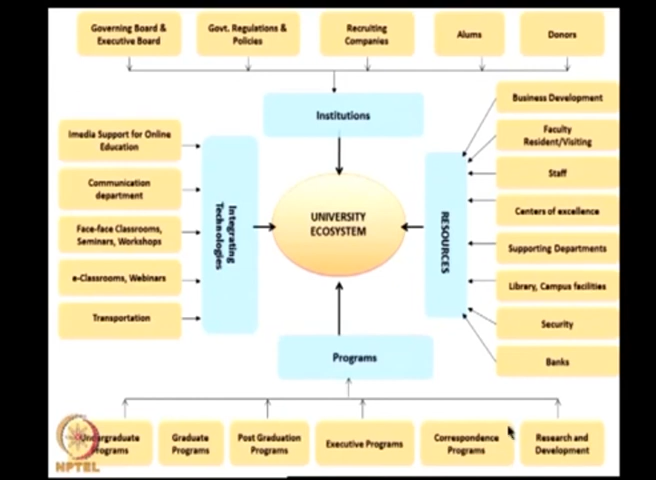 Governing Board &
Executive Board
Govt. Regulations &
Policies
Recruiting
Companies
Alums
Donors
Institutions
Imedia Support for Online
Education
Communication
department
Face-face Classrooms,
Seminars, Workshops
e-Classrooms, Webinars
Transportation
Integrating
Technologies
UNIVERSITY
ECOSYSTEM
RESOURCES
Business Development
Faculty
Resident/Visiting
Staff
Centers of excellence
Supporting Departments
Library, Campus facilities
Security
Banks
Programs
Undergraduate
Programs
Graduate
Programs
Post Graduation
Programs
Executive Programs
Correspondence
Programs
Research and
Development
NPTEL